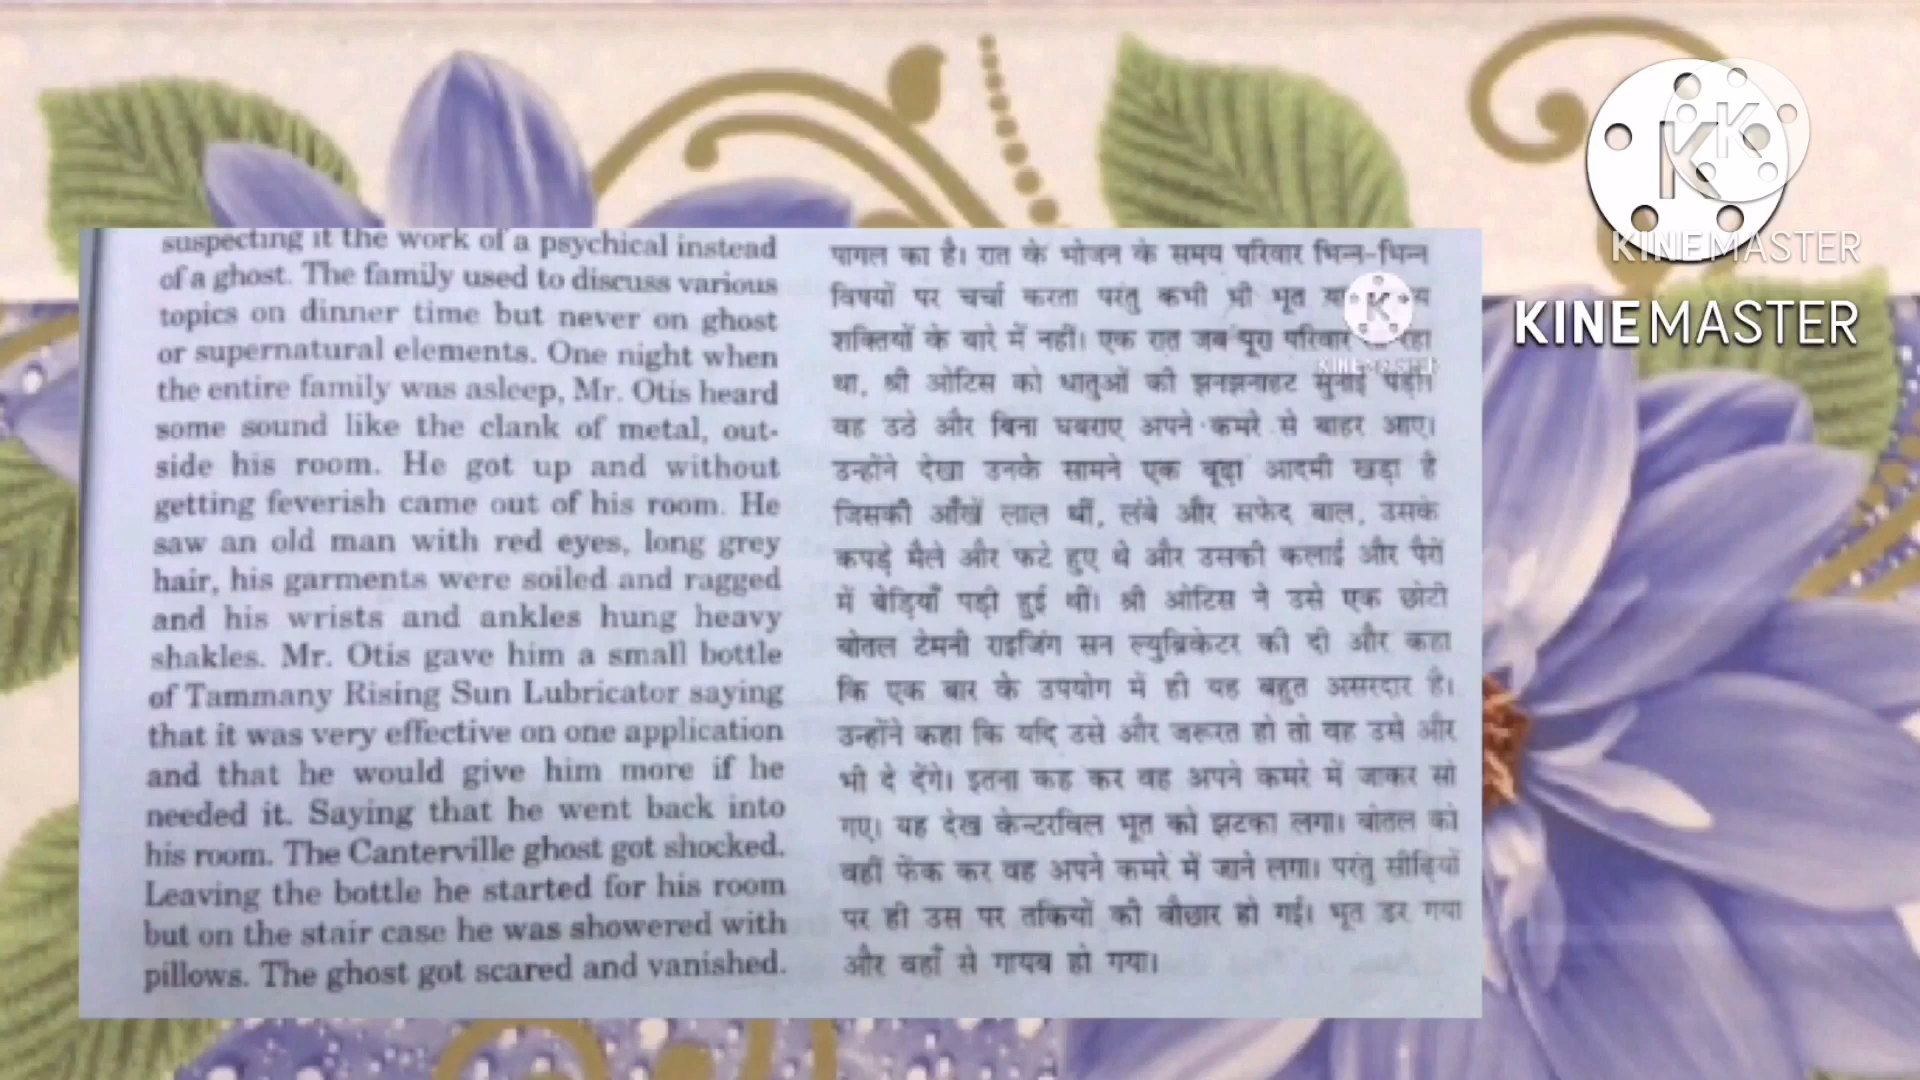 suspecting it the work of a psychical instead
of a ghost. The family used to discuss various
topics on dinner time but never on ghost
or supernatural elements. One night when
the entire family was asleep, Mr. Otis heard
some sound like the clank of metal, out-
side his room. He got up and without
getting feverish came out of his room. He
saw an old man with red eyes, long grey
hair, his garments were soiled and ragged
and his wrists and ankles hung heavy
shakles. Mr. Otis gave him a small bottle
of Tammany Rising Sun Lubricator saying
that it was very effective on one application
and that he would give him more if he
needed it. Saying that he went back into
his room. The Canterville ghost got shocked.
Leaving the bottle he started for his room
but on the stair case he was showered with
pillows. The ghost got scared and vanished.
पागल का है। रात के भोजन के समय परिवार भिन्न-भिन्न
विषयों पर चर्चा करता परंतु कभी भी भूत
शक्तियों के बारे में नहीं। एक रात जब पूरा परिवार रहा
था, श्री ओटिस को धातुओं की झनझनाहट सुनाई पड़ी।
वह उठे और बिना घबराए अपने कमरे से बाहर आए।
उन्होंने देखा उनके सामने एक बूढ़ा आदमी खड़ा है
जिसकी आँखें लाल थीं, लंबे और सफेद बाल, उसके
कपड़े मैले और फटे हुए थे और उसकी कलाई और पैरों
में बेड़ियाँ पड़ी हुई थीं। श्री ओटिस ने उसे एक छोटी
बोतल टेमनी राइजिंग सन ल्युब्रिकेटर की दी और कहा
कि एक बार के उपयोग में ही यह बहुत असरदार है।
उन्होंने कहा कि यदि उसे और जरूरत हो तो वह उसे और
भी दे देंगे। इतना कह कर वह अपने कमरे में जाकर सो
गए। यह देख केन्टरविल भूत को झटका लगा। बोतल को
वहीं फेंक कर वह अपने कमरे में जाने लगा। परंतु सीढ़ियों
पर ही उस पर तकियों की बौछार हो गई। भूत डर गया
और वहाँ से गायब हो गया।
K
KINEMASTER
K
K
KINEMASTER
KINEMASTER